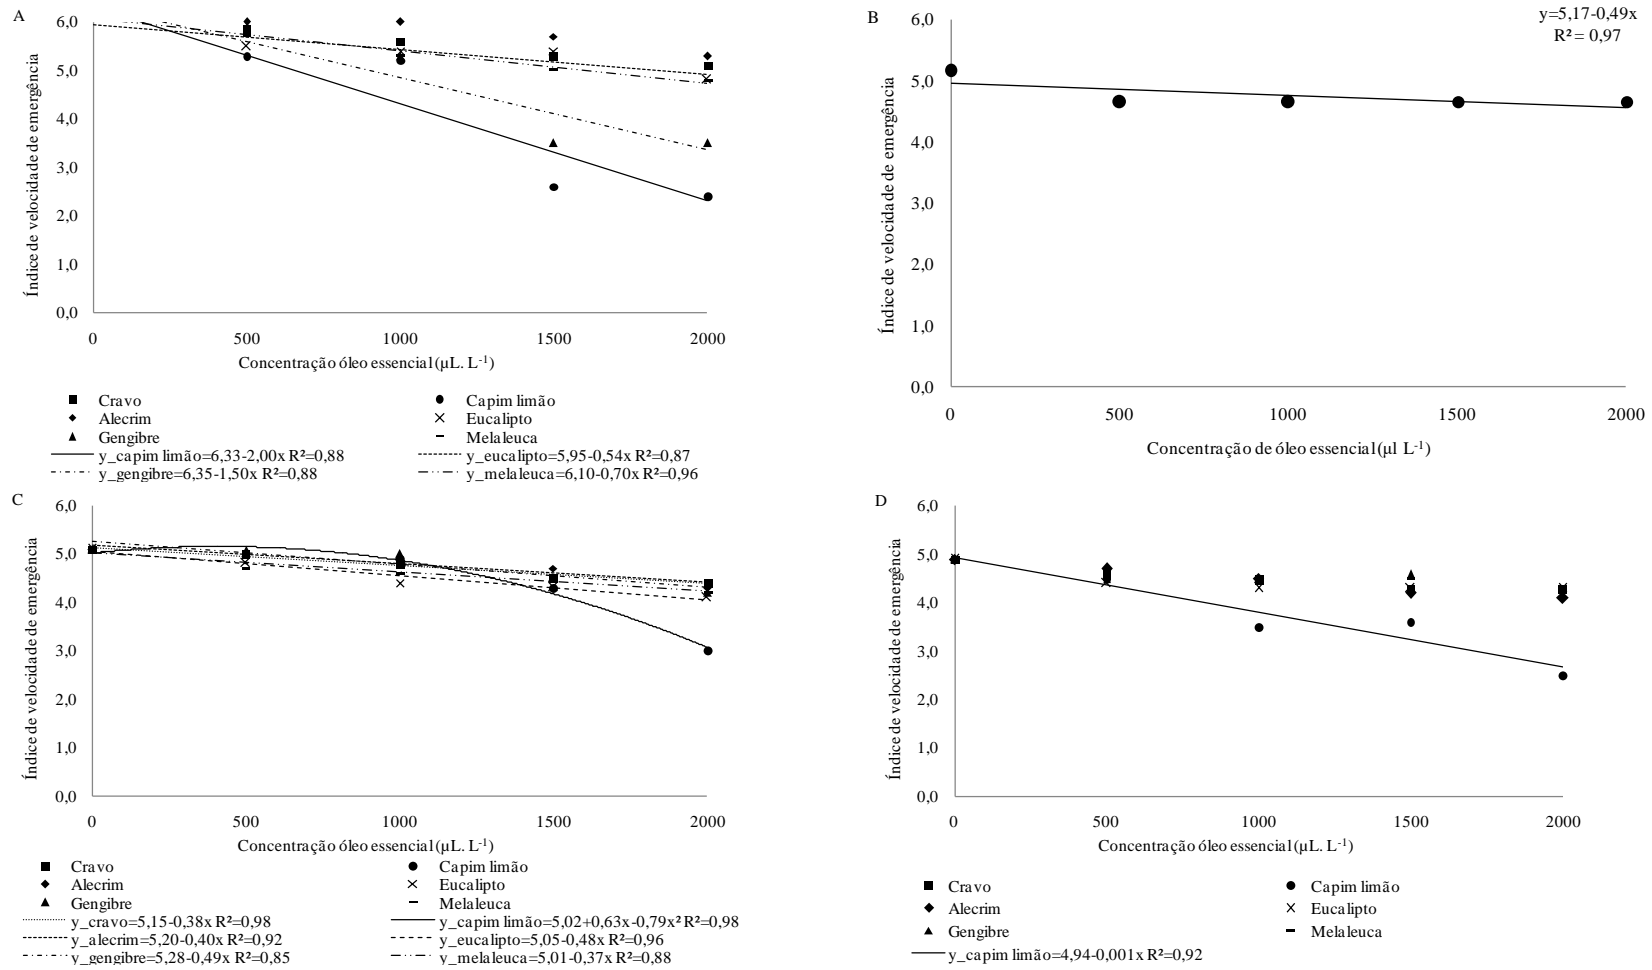 A
6,0
5,0
4,0
3,0
2,0
1,0
0,0
Índice de velocidade de emergência
0 500 1000 1500 2000
Concentração óleo essencial (µL. L-1)
Cravo Capim limão
Alecrim Eucalipto
Gengibre Melaleuca
y_capim limão=6,33-2,00x R²=0,88 y_eucalipto=5,95-0,54x R²=0,87
y_gengibre=6,35-1,50x R²=0,88 y_melaleuca=6,10-0,70x R²=0,96
B
y=5,17-0,49x
R² = 0,97
6,0
5,0
4,0
3,0
2,0
1,0
0,0
Índice de velocidade de emergência
0 500 1000 1500 2000
Concentração de óleo essencial (µl L-1)
C
6,0
5,0
4,0
3,0
2,0
1,0
0,0
Índice de velocidade de emergência
0 500 1000 1500 2000
Concentração óleo essencial (µL. L-1)
Cravo Capim limão
Alecrim Eucalipto
Gengibre Melaleuca
y_cravo=5,15-0,38x R²=0,98 y_capim limão=5,02+0,63x-0,79x² R²=0,98
y_alecrim=5,20-0,40x R²=0,92 y_eucalipto=5,05-0,48x R²=0,96
y_gengibre=5,28-0,49x R²=0,85 y_melaleuca=5,01-0,37x R²=0,88
D
6,0
5,0
4,0
3,0
2,0
1,0
0,0
Índice de velocidade de emergência
0 500 1000 1500 2000
Concentração óleo essencial (µL. L-1)
Cravo Capim limão
Alecrim Eucalipto
Gengibre Melaleuca
y_capim limão=4,94-0,001x R²=0,92